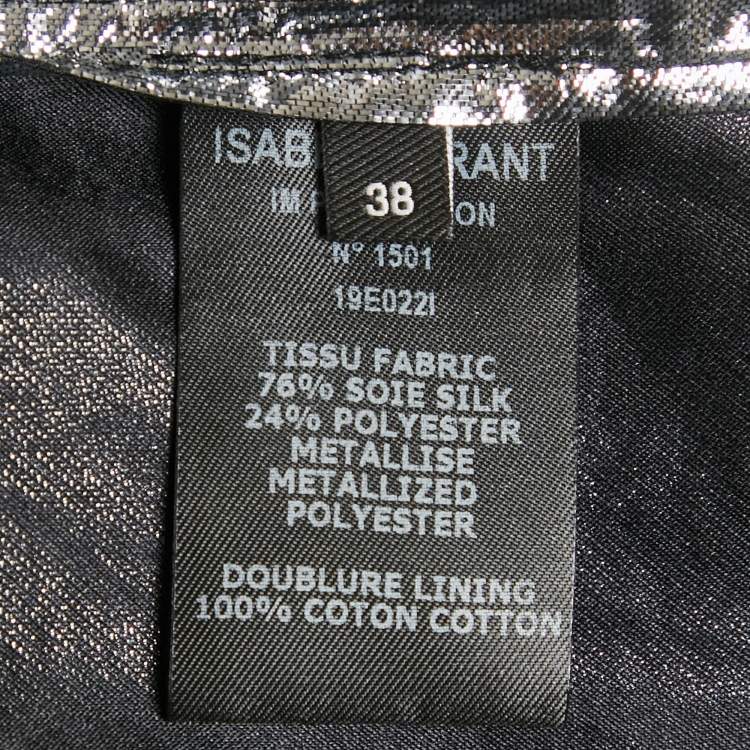 ISAB RANT
38
IM ON
N° 1501
19E022I
TISSU FABRIC
76% SOIE SILK
24% POLYESTER
METALLISE
METALLIZED
POLYESTER
DOUBLURE LINING
100% COTON COTTON